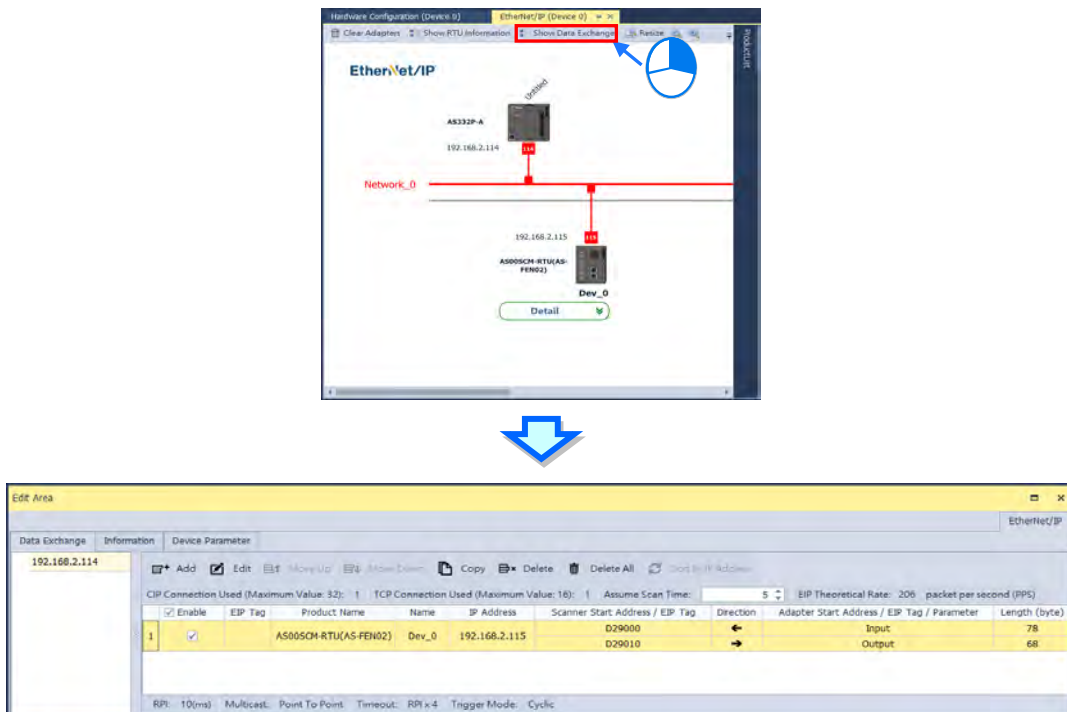 Hardware Configuration (Device 0) EtherNet/IP (Device 0)
Clear Adapters Show RTU Information Show Data Exchange Resize
ProductList
EtherNet/IP
Untitled
AS332P-A
192.168.2.114
114
Network_0
192.168.2.115
115
AS00SCM-RTU(AS-
FEN02)
Dev_0
Detail
Edit Area
EtherNet/IP
Data Exchange Information Device Parameter
192.168.2.114
Add Edit Move Up Move Down Copy Delete Delete All Sort by IP Address
CIP Connection Used (Maximum Value: 32): 1 TCP Connection Used (Maximum Value: 16): 1 Assume Scan Time: 5 EIP Theoretical Rate: 206 packet per second (PPS)
Enable EIP Tag Product Name Name IP Address Scanner Start Address / EIP Tag Direction Adapter Start Address / EIP Tag / Parameter Length (byte)
1 AS00SCM-RTU(AS-FEN02) Dev_0 192.168.2.115 D29000 ← Input 78
D29010 → Output 68
RPI: 10(ms) Multicast: Point To Point Timeout: RPI x 4 Trigger Mode: Cyclic